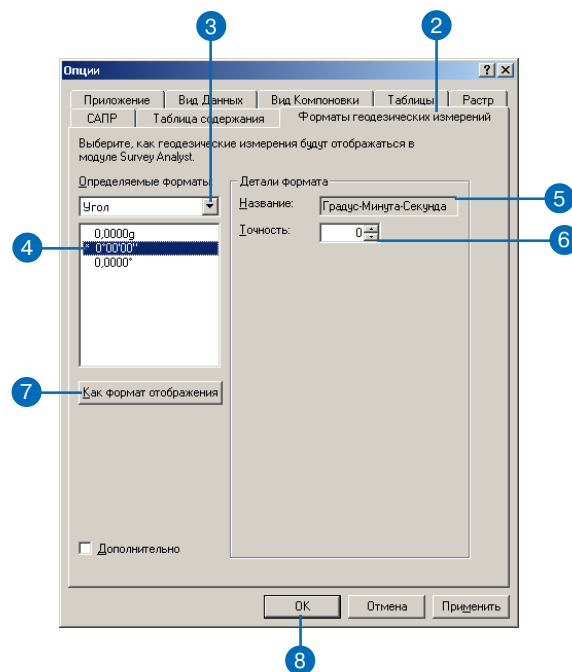 3
2
Опции
Приложение Вид Данных Вид Компоновки Таблицы Растр
САПР Таблица содержания Форматы геодезических измерений
Выберите, как геодезические измерения будут отображаться в
модуле Survey Analyst.
Определяемые форматы:
Детали формата
Угол
Название: Градус-Минута-Секунда
5
Точность: 0
6
0,0000g
4
* 0°00'00''
0,0000°
7
Как формат отображения
Дополнительно
OK Отмена Применить
8